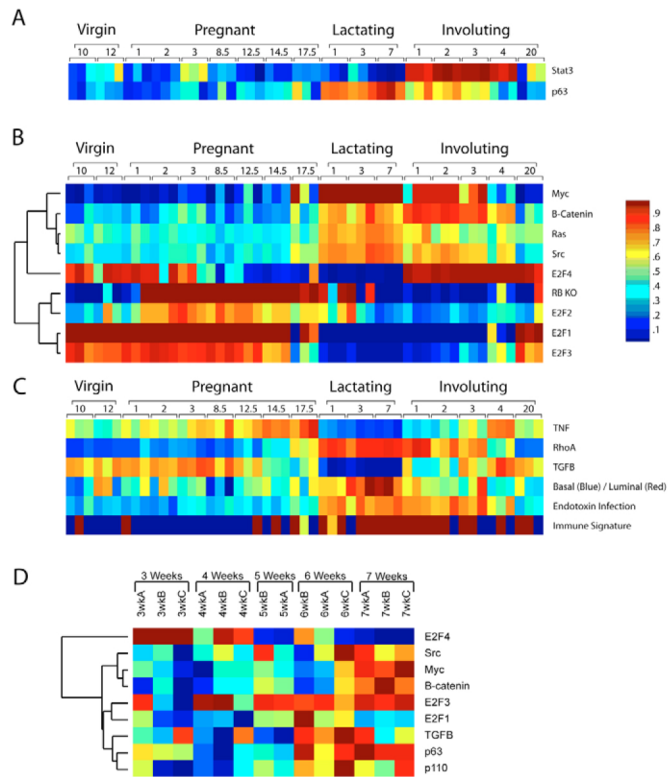 A
Virgin Pregnant Lactating Involuting
10 12 1 2 3 8.5 12.5 14.5 17.5 1 3 7 1 2 3 4 20
Stat3
p63
B
Virgin Pregnant Lactating Involuting
10 12 1 2 3 8.5 12.5 14.5 17.5 1 3 7 1 2 3 4 20
Myc
B-Catenin
Ras
Src
E2F4
RB KO
E2F2
E2F1
E2F3
.9
.8
.7
.6
.5
.4
.3
.2
.1
C
Virgin Pregnant Lactating Involuting
10 12 1 2 3 8.5 12.5 14.5 17.5 1 3 7 1 2 3 4 20
TNF
RhoA
TGFB
Basal (Blue) / Luminal (Red)
Endotoxin Infection
Immune Signature
D
3 Weeks 4 Weeks 5 Weeks 6 Weeks 7 Weeks
3wkA 3wkB 3wkC 4wkA 4wkB 4wkC 5wkB 5wkA 6wkB 6wkA 6wkC 7wkA 7wkB 7wkC
E2F4
Src
Myc
B-catenin
E2F3
E2F1
TGFB
p63
p110